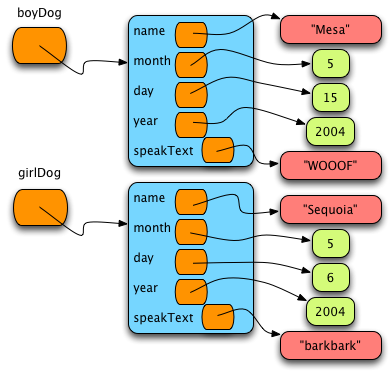 boyDog
name
"Mesa"
month
5
day
15
year
2004
speakText
"WOOOF"
girlDog
name
"Sequoia"
month
5
day
6
year
2004
speakText
"barkbark"